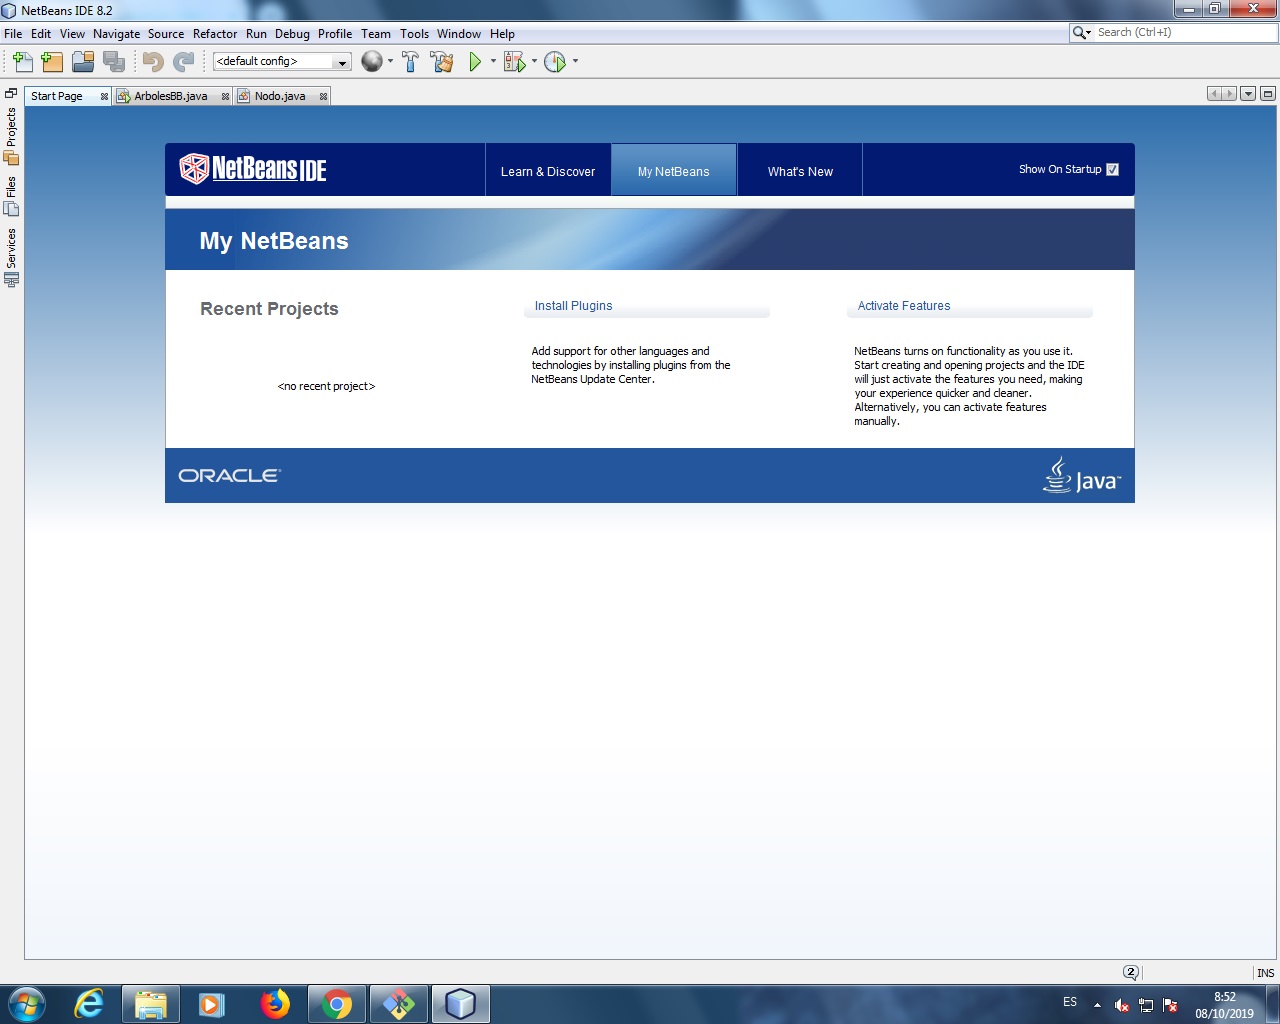 NetBeans IDE 8.2
File Edit View Navigate Source Refactor Run Debug Profile Team Tools Window Help
Search (Ctrl+I)
<default config>
Start Page
ArbolesBB.java
Nodo.java
Projects
Files
Services
NetBeans IDE
Learn & Discover
My NetBeans
What's New
Show On Startup
My NetBeans
Recent Projects
<no recent project>
Install Plugins
Add support for other languages and
technologies by installing plugins from the
NetBeans Update Center.
Activate Features
NetBeans turns on functionality as you use it.
Start creating and opening projects and the IDE
will just activate the features you need, making
your experience quicker and cleaner.
Alternatively, you can activate features
manually.
ORACLE
Java™
2
INS
ES
8:52
08/10/2019